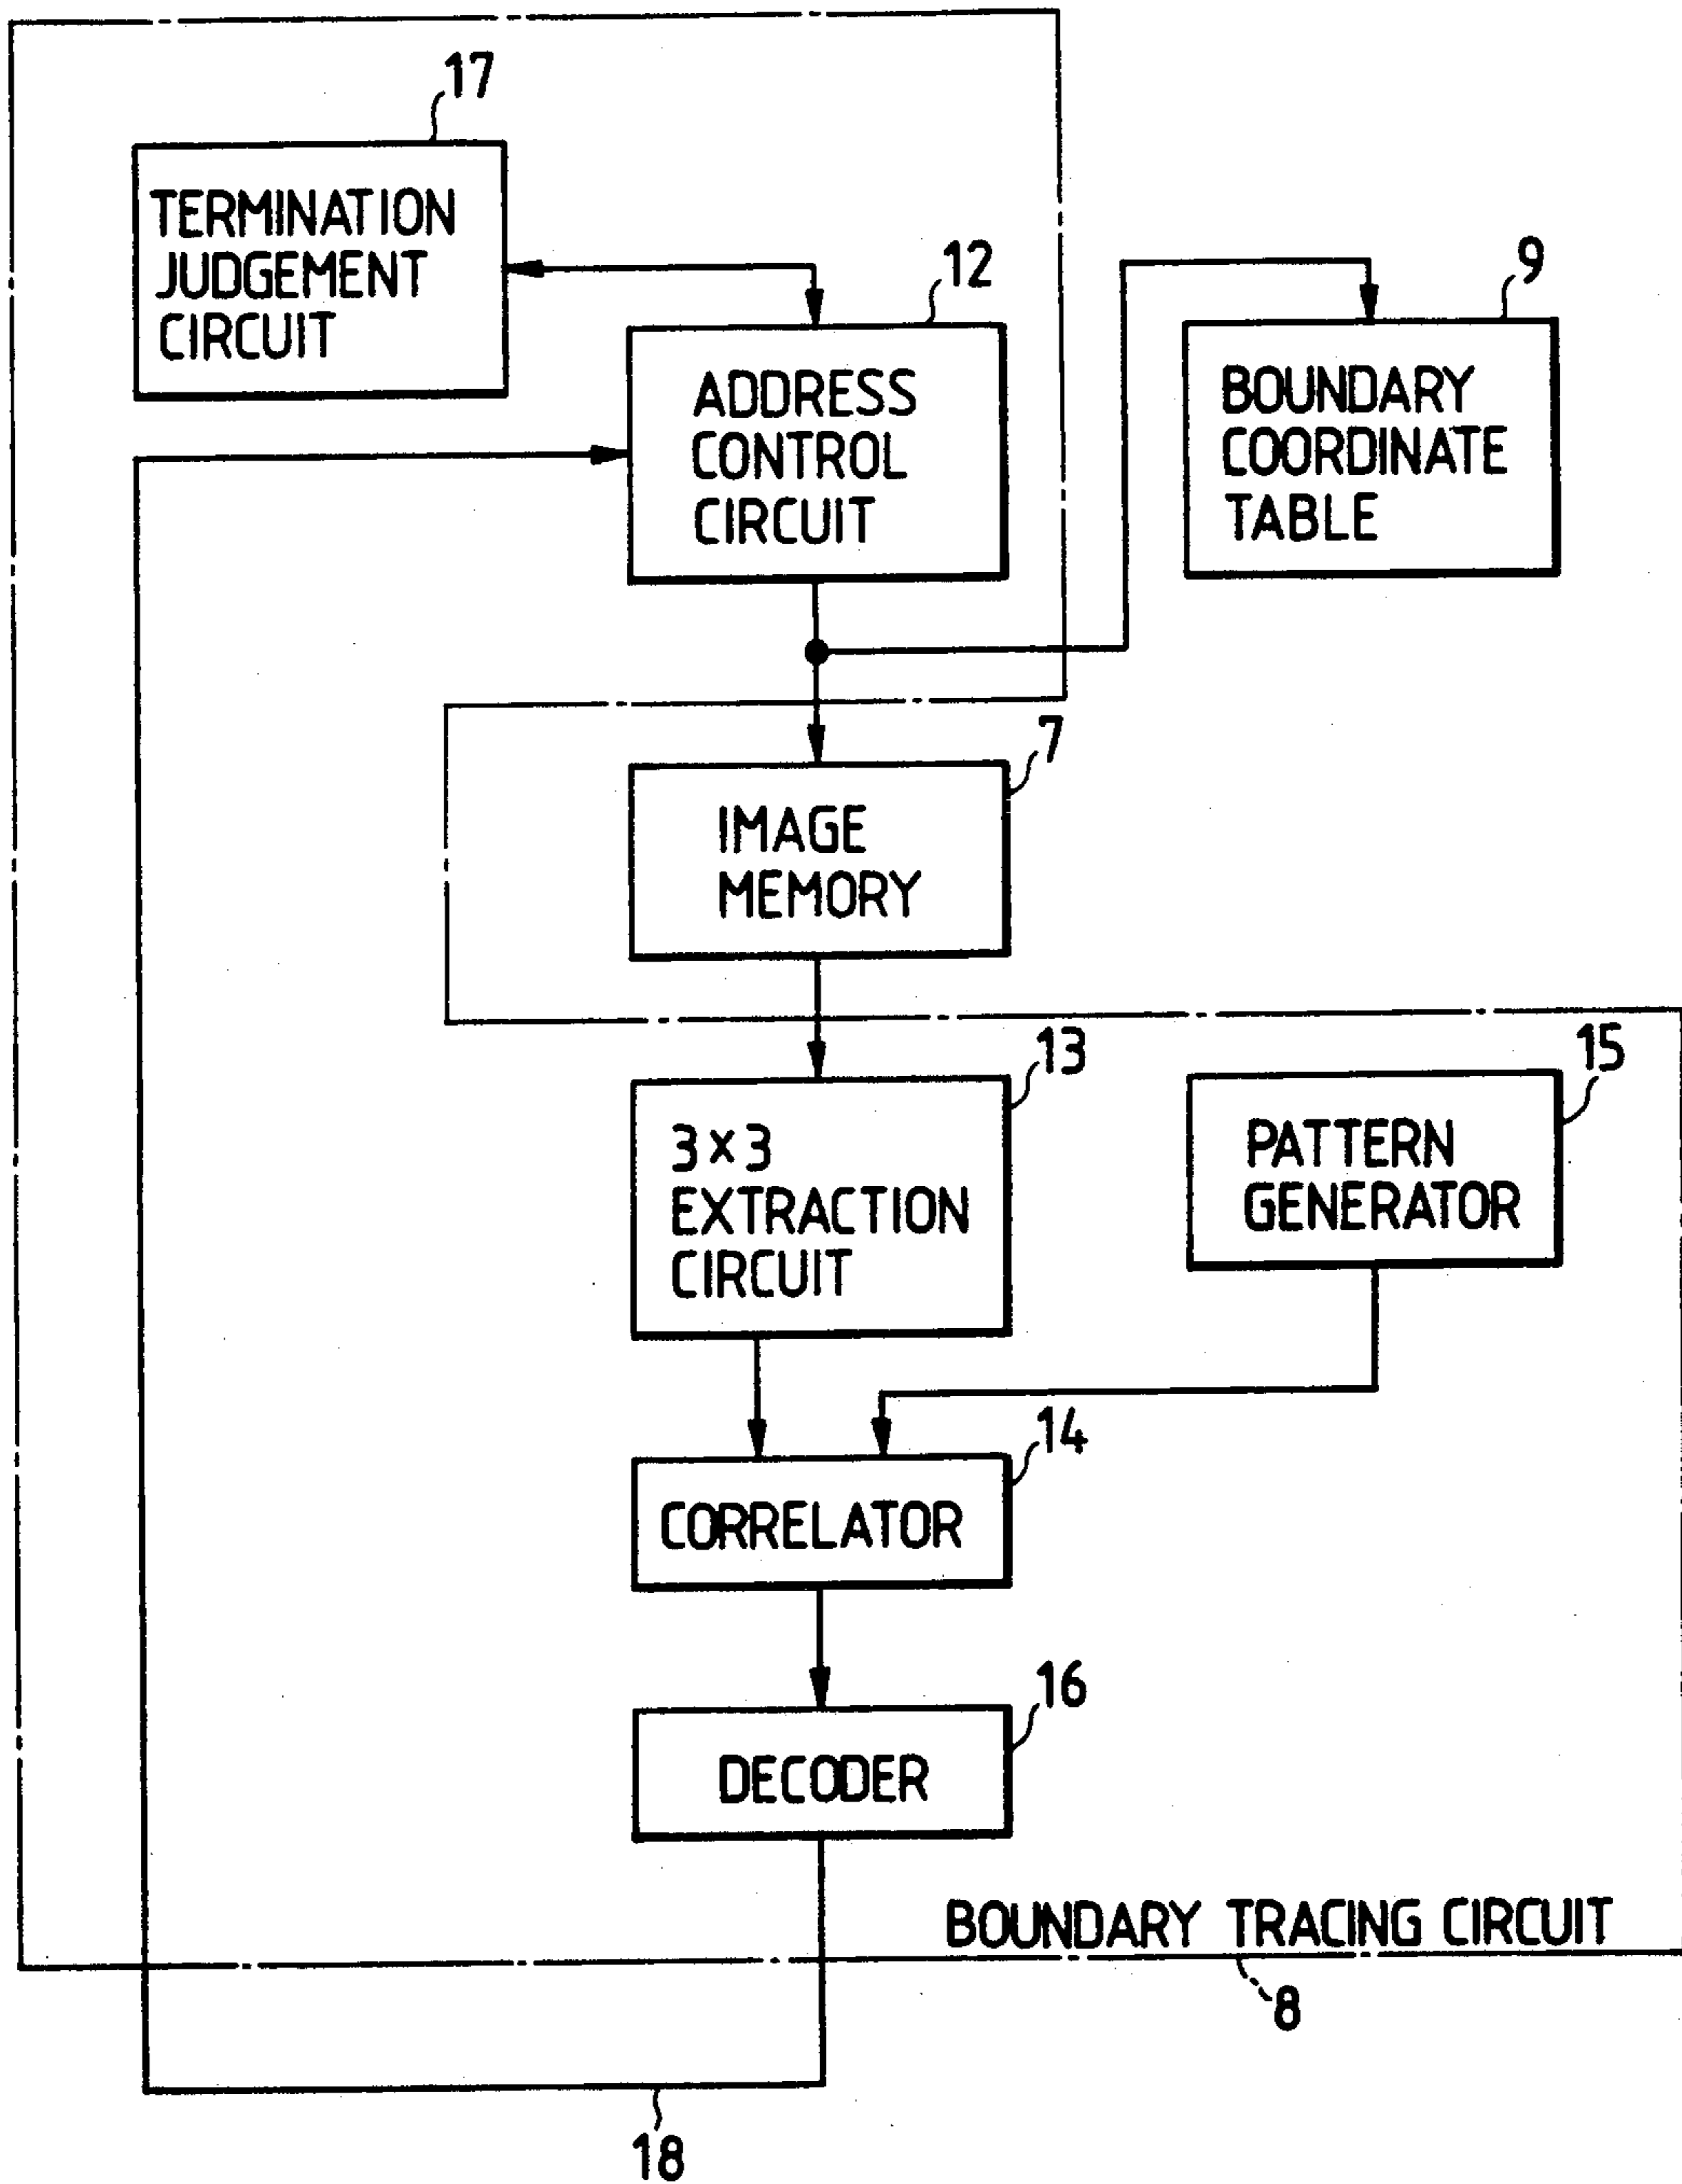 17
TERMINATION
JUDGEMENT
CIRCUIT
12
ADDRESS
CONTROL
CIRCUIT
9
BOUNDARY
COORDINATE
TABLE
7
IMAGE
MEMORY
13
3 × 3
EXTRACTION
CIRCUIT
15
PATTERN
GENERATOR
14
CORRELATOR
16
DECODER
BOUNDARY TRACING CIRCUIT
8
18